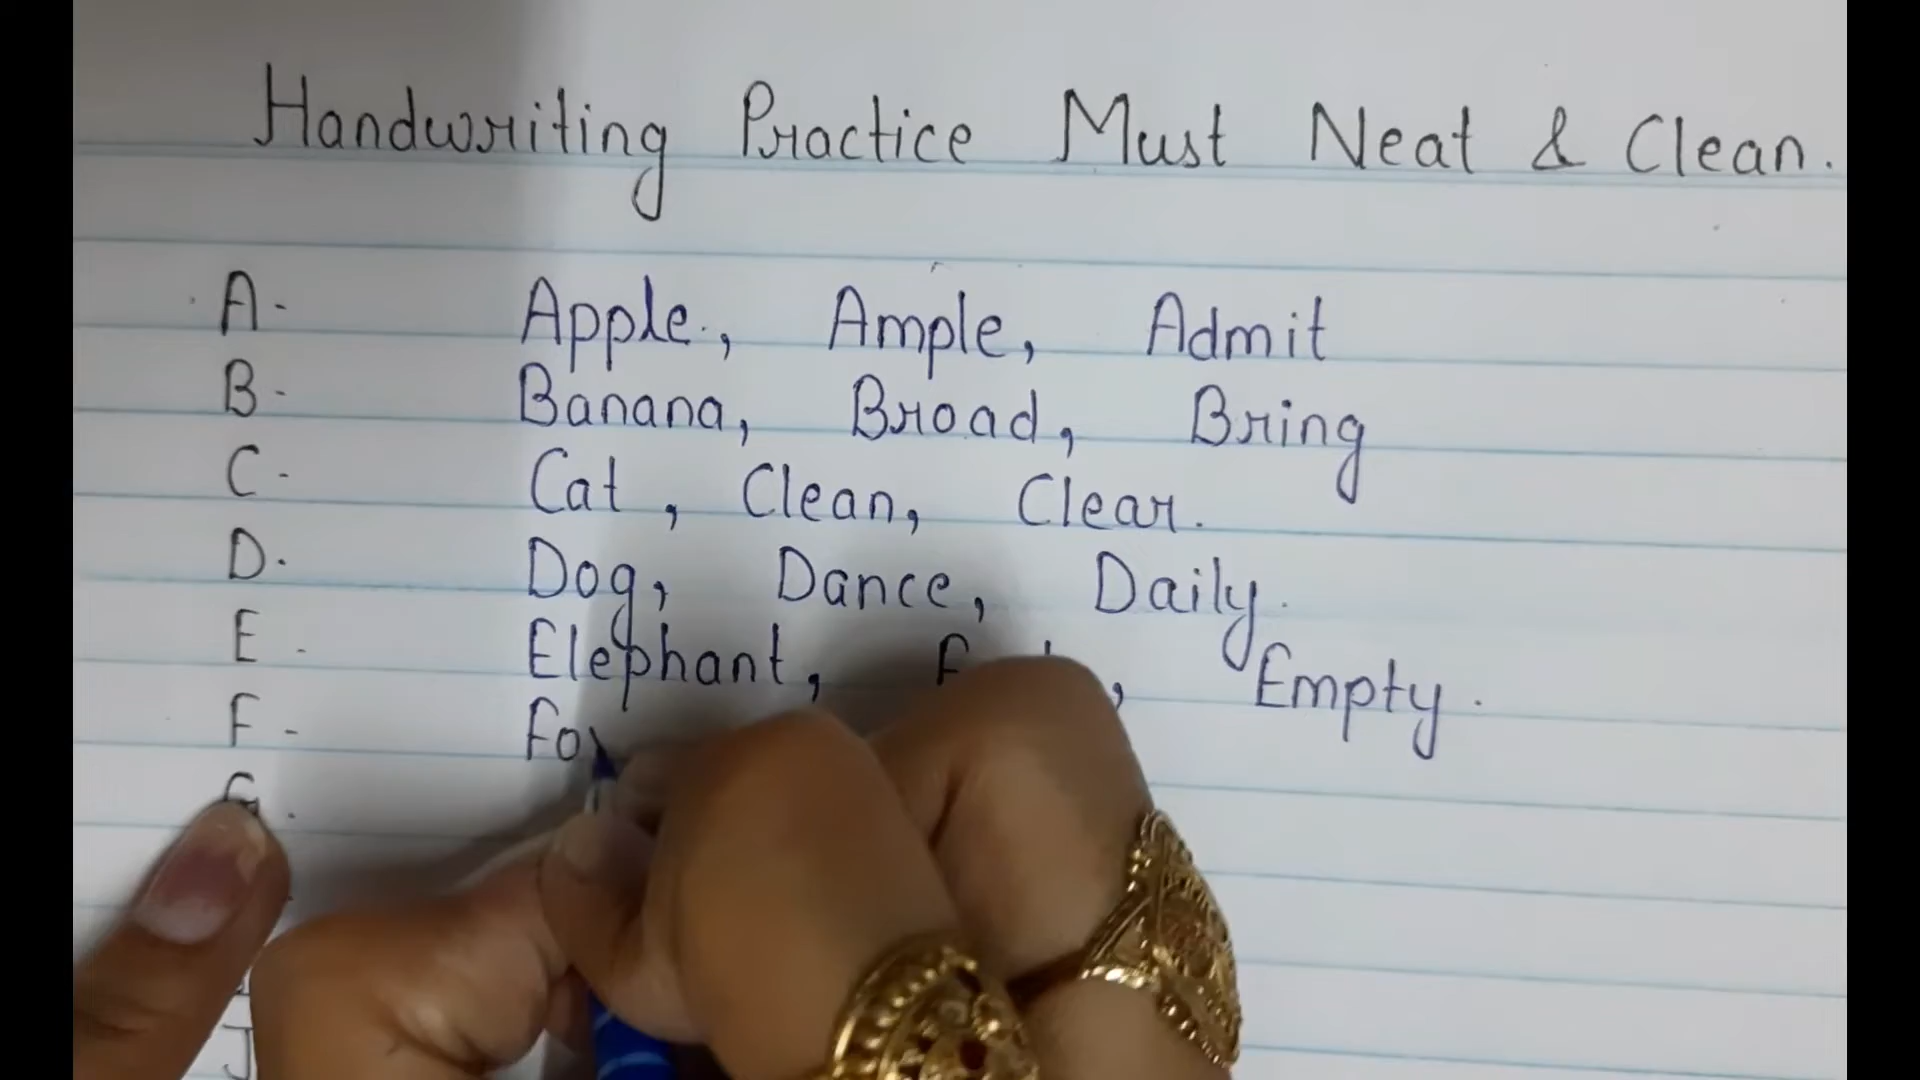 Handwriting Practice Must Neat & Clean.
A- Apple, Ample, Admit
B- Banana, Broad, Bring
C- Cat, Clean, Clear.
D. Dog, Dance, Daily.
E- Elephant, Empty.
F-
G.
J